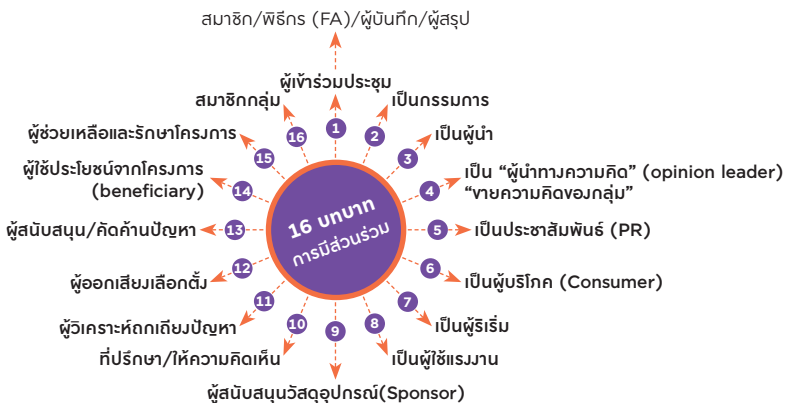 สมาชิก/พิธีกร (FA)/ผู้บันทึก/ผู้สรุป
ผู้เข้าร่วมประชุม
1
เป็นกรรมการ
2
เป็นผู้นำ
3
เป็น “ผู้นำทางความคิด” (opinion leader)
“ขายความคิดของกลุ่ม”
4
เป็นประชาสัมพันธ์ (PR)
5
เป็นผู้บริโภค (Consumer)
6
เป็นผู้ริเริ่ม
7
เป็นผู้ใช้แรงงาน
8
ผู้สนับสนุนวัสดุอุปกรณ์(Sponsor)
9
ที่ปรึกษา/ให้ความคิดเห็น
10
ผู้วิเคราะห์ถกเถียงปัญหา
11
ผู้ออกเสียงเลือกตั้ง
12
ผู้สนับสนุน/คัดค้านปัญหา
13
ผู้ใช้ประโยชน์จากโครงการ
(beneficiary)
14
ผู้ช่วยเหลือและรักษาโครงการ
15
สมาชิกกลุ่ม
16
16 บทบาท
การมีส่วนร่วม